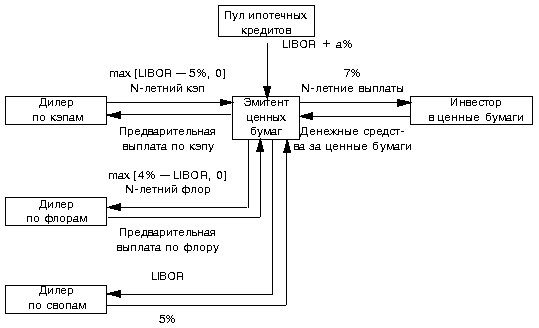 Пул ипотечных
кредитов
LIBOR + a%
max [LIBOR — 5%, 0]
N-летний кэп
7%
N-летние выплаты
Дилер
по кэпам
Эмитент
ценных
бумаг
Инвестор
в ценные бумаги
Предварительная
выплата по кэпу
Денежные средст-
ва за ценные бумаги
max [4% — LIBOR, 0]
N-летний флор
Дилер
по флорам
Предварительная
выплата по флору
LIBOR
Дилер
по свопам
5%